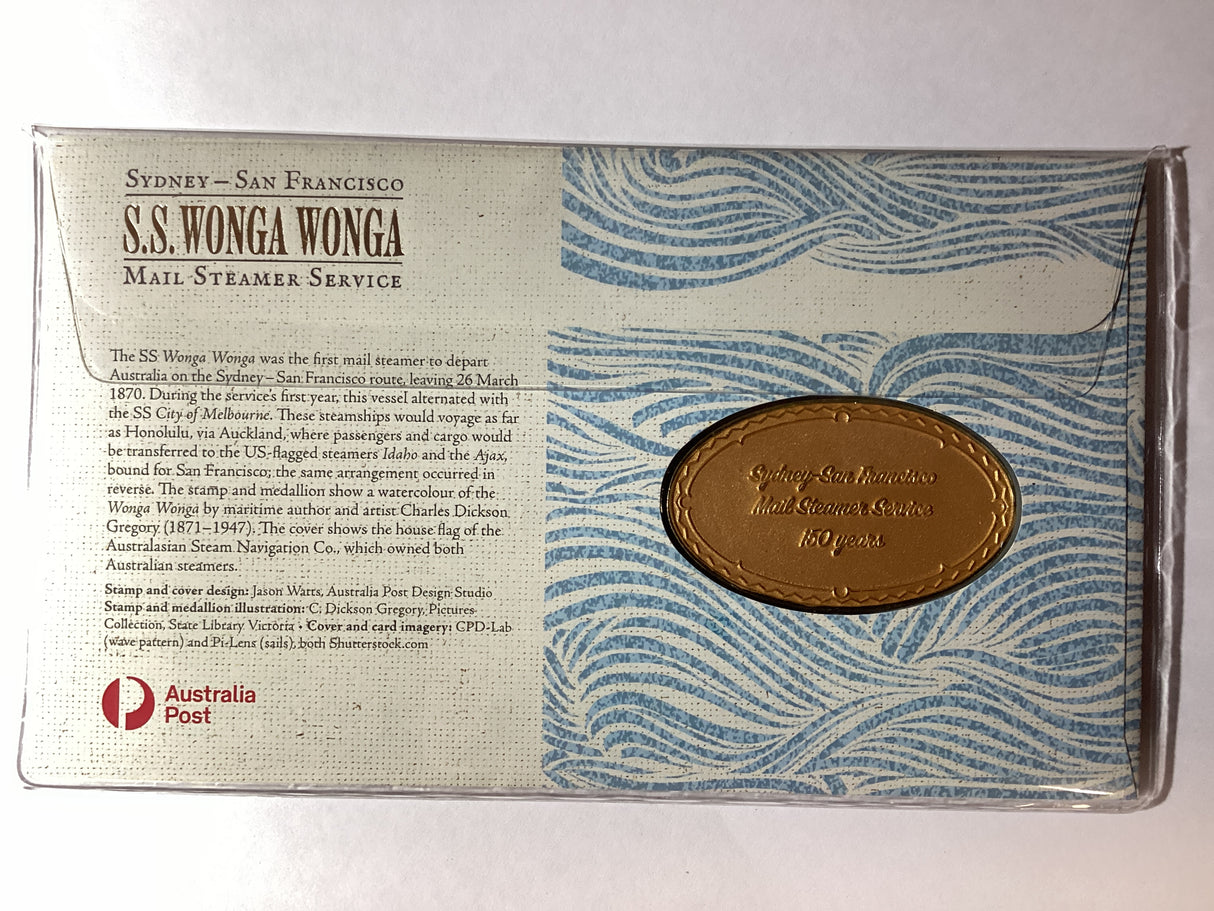 Sydney – San Francisco
S.S. WONGA WONGA
Mail Steamer Service
The SS Wonga Wonga was the first mail steamer to depart
Australia on the Sydney – San Francisco route, leaving 26 March
1870. During the service's first year, this vessel alternated with
the SS City of Melbourne. These steamships would voyage as far
as Honolulu, via Auckland, where passengers and cargo would
be transferred to the US-flagged steamers Idaho and the Ajax,
bound for San Francisco; the same arrangement occurred in
reverse. The stamp and medallion show a watercolour of the
Wonga Wonga by maritime author and artist Charles Dickson
Gregory (1871–1947). The cover shows the house flag of the
Australasian Steam Navigation Co., which owned both
Australian steamers.
Stamp and cover design: Jason Watts, Australia Post Design Studio
Stamp and medallion illustration: C. Dickson Gregory, Pictures
Collection, State Library Victoria • Cover and card imagery: CPD-Lab
(wave pattern) and Pi-Lens (sails), both Shutterstock.com
Australia
Post
Sydney–San Francisco
Mail Steamer Service
150 years